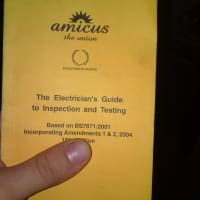 amicus
the union
The Electrician's Guide
to Inspection and Testing
Based on BS7671:2001
Incorporating Amendments 1 & 2, 2004